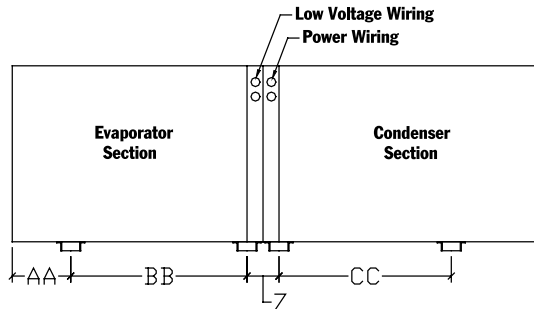 Low Voltage Wiring
Power Wiring
Evaporator
Section
Condenser
Section
AA
BB
CC
7